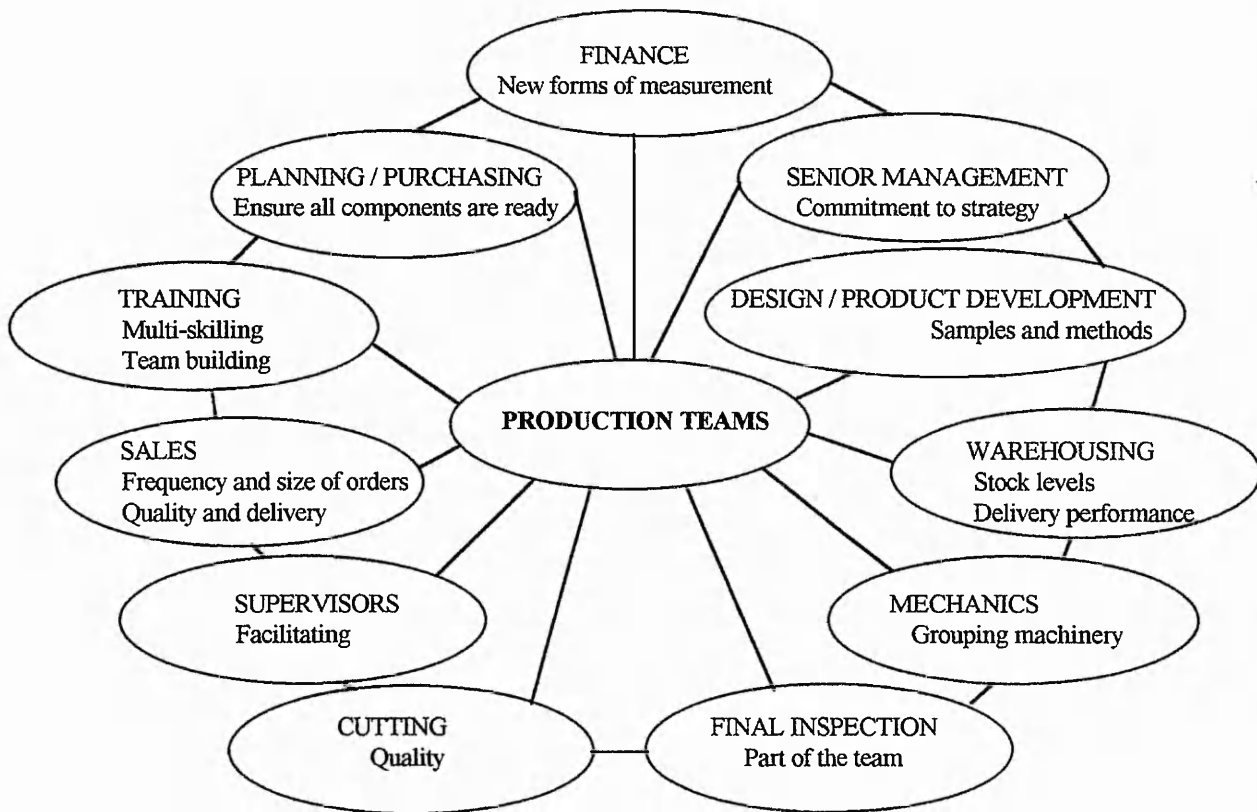 FINANCE
New forms of measurement
PLANNING / PURCHASING
Ensure all components are ready
SENIOR MANAGEMENT
Commitment to strategy
TRAINING
Multi-skilling
Team building
DESIGN / PRODUCT DEVELOPMENT
Samples and methods
PRODUCTION TEAMS
SALES
Frequency and size of orders
Quality and delivery
WAREHOUSING
Stock levels
Delivery performance
SUPERVISORS
Facilitating
MECHANICS
Grouping machinery
CUTTING
Quality
FINAL INSPECTION
Part of the team